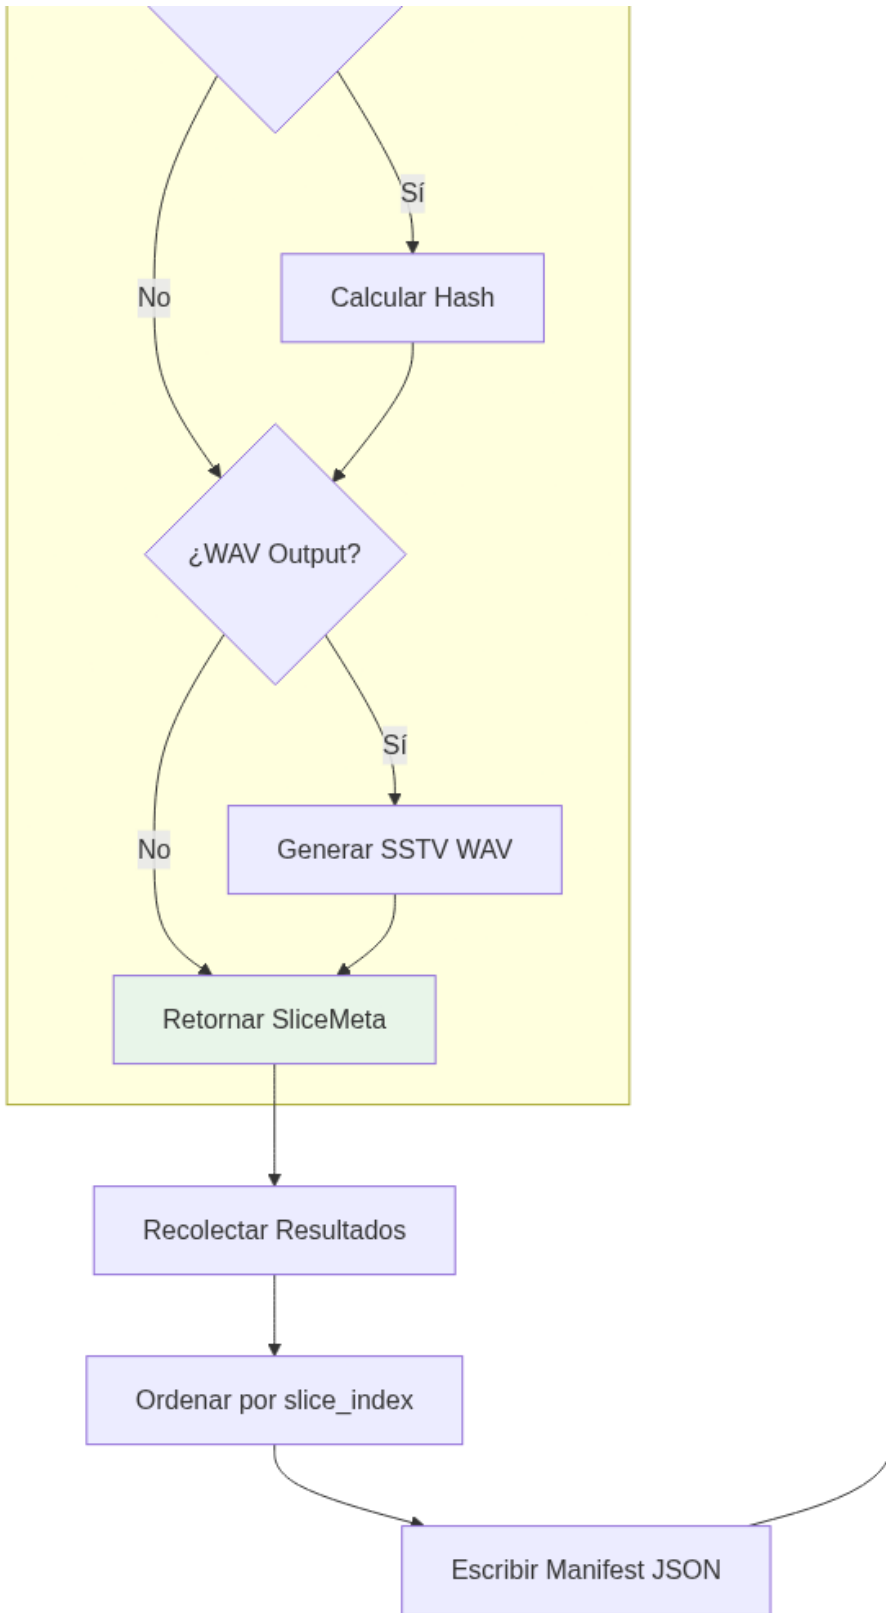 Sí
No
Calcular Hash
¿WAV Output?
Sí
No
Generar SSTV WAV
Retornar SliceMeta
Recolectar Resultados
Ordenar por slice_index
Escribir Manifest JSON